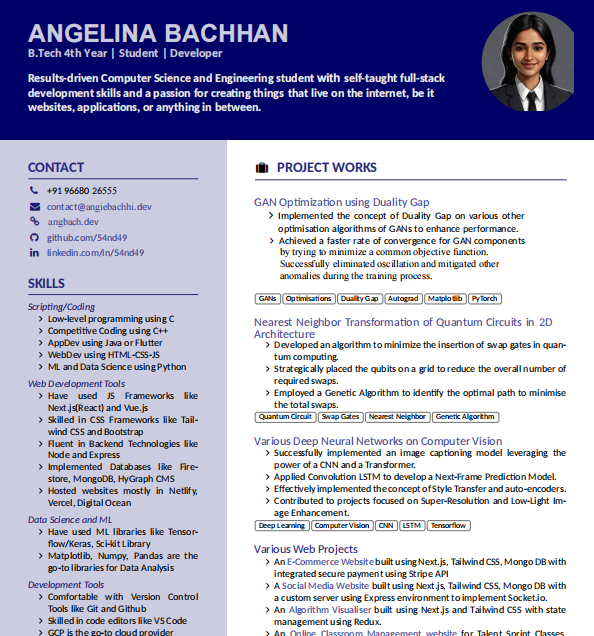 ANGELINA BACHHAN
B.Tech 4th Year | Student | Developer
Results-driven Computer Science and Engineering student with self-taught full-stack
development skills and a passion for creating things that live on the internet, be it
websites, applications, or anything in between.
CONTACT
+91 96680 26555
contact@angiebachhi.dev
angbach.dev
github.com/54nd49
linkedin.com/in/54nd49
SKILLS
Scripting/Coding
Low-level programming using C
Competitive Coding using C++
AppDev using Java or Flutter
WebDev using HTML-CSS-JS
ML and Data Science using Python
Web Development Tools
Have used JS Frameworks like
Next.js(React) and Vue.js
Skilled in CSS Frameworks like Tail-
wind CSS and Bootstrap
Fluent in Backend Technologies like
Node and Express
Implemented Databases like Fire-
store, MongoDB, HyGraph CMS
Hosted websites mostly in Netlify,
Vercel, Digital Ocean
Data Science and ML
Have used ML libraries like Tensor-
flow/Keras, Sci-kit Library
Matplotlib, Numpy, Pandas are the
go-to libraries for Data Analysis
Development Tools
Comfortable with Version Control
Tools like Git and Github
Skilled in code editors like VS Code
GCP is the go-to cloud provider
PROJECT WORKS
GAN Optimization using Duality Gap
Implemented the concept of Duality Gap on various other
optimisation algorithms of GANs to enhance performance.
Achieved a faster rate of convergence for GAN components
by trying to minimize a common objective function.
Successfully eliminated oscillation and mitigated other
anomalies during the training process.
GANs Optimisations Duality Gap Autograd Matplotlib PyTorch
Nearest Neighbor Transformation of Quantum Circuits in 2D
Architecture
Developed an algorithm to minimize the insertion of swap gates in quan-
tum computing.
Strategically placed the qubits on a grid to reduce the overall number of
required swaps.
Employed a Genetic Algorithm to identify the optimal path to minimise
the total swaps.
Quantum Circuit Swap Gates Nearest Neighbor Genetic Algorithm
Various Deep Neural Networks on Computer Vision
Successfully implemented an image captioning model leveraging the
power of a CNN and a Transformer.
Applied Convolution LSTM to develop a Next-Frame Prediction Model.
Effectively implemented the concept of Style Transfer and auto-encoders.
Contributed to projects focused on Super-Resolution and Low-Light Im-
age Enhancement.
Deep Learning Computer Vision CNN LSTM Tensorflow
Various Web Projects
An E-Commerce Website built using Next.js, Tailwind CSS, Mongo DB with
integrated secure payment using Stripe API
A Social Media Website built using Next.js, Tailwind CSS, Mongo DB with
a custom server using Express environment to implement Socket.io.
An Algorithm Visualiser built using Next.js and Tailwind CSS with state
management using Redux.
An Online Classroom Management website for Talent Sprint Classes,